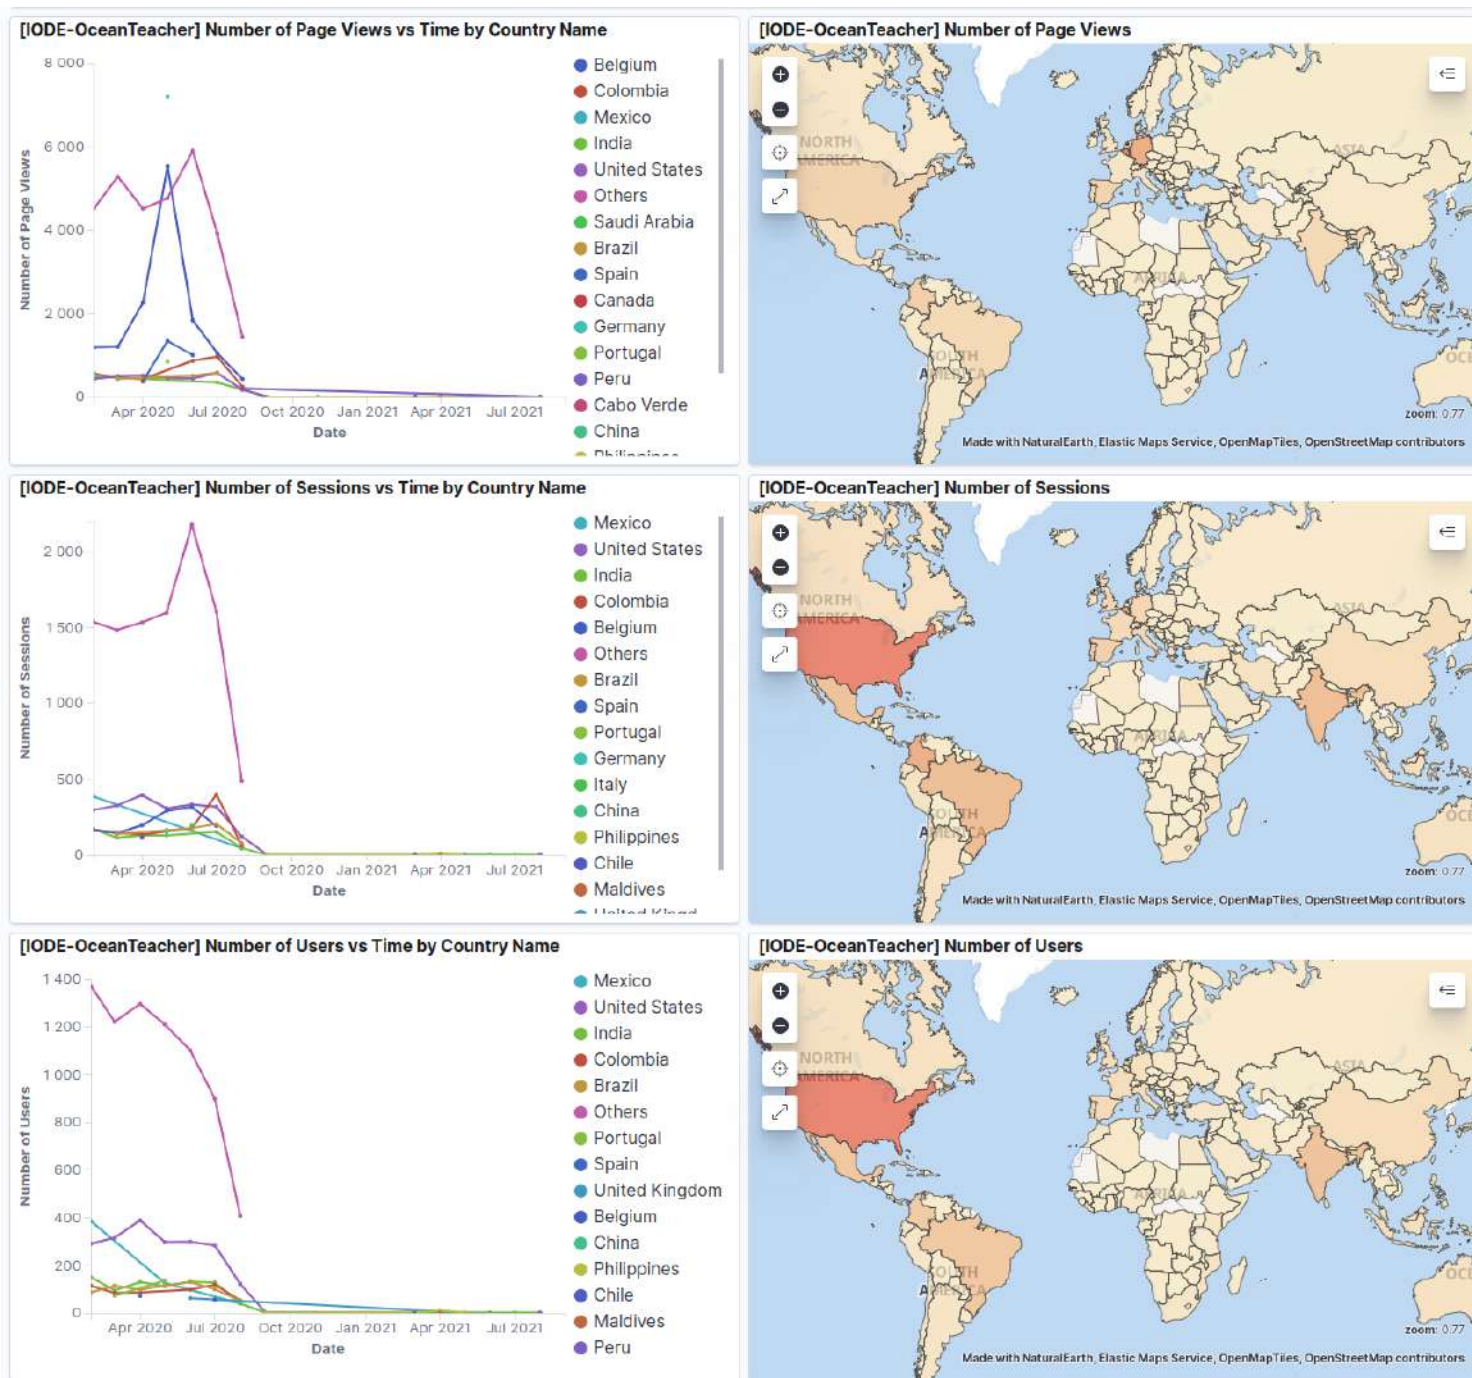 [IODE-OceanTeacher] Number of Page Views vs Time by Country Name
8 000
6 000
4 000
2 000
0
Number of Page Views
Apr 2020 Jul 2020 Oct 2020 Jan 2021 Apr 2021 Jul 2021
Date
Belgium
Colombia
Mexico
India
United States
Others
Saudi Arabia
Brazil
Spain
Canada
Germany
Portugal
Peru
Cabo Verde
China
Philippines
[IODE-OceanTeacher] Number of Page Views
NORTH
AMERICA
ASIA
AFRICA
SOUTH
AMERICA
OCE
zoom: 0.77
Made with NaturalEarth, Elastic Maps Service, OpenMapTiles, OpenStreetMap contributors
[IODE-OceanTeacher] Number of Sessions vs Time by Country Name
2 000
1 500
1 000
500
0
Number of Sessions
Apr 2020 Jul 2020 Oct 2020 Jan 2021 Apr 2021 Jul 2021
Date
Mexico
United States
India
Colombia
Belgium
Others
Brazil
Spain
Portugal
Germany
Italy
China
Philippines
Chile
Maldives
United Kingd
[IODE-OceanTeacher] Number of Sessions
NORTH
AMERICA
ASIA
AFRICA
SOUTH
AMERICA
OCE
zoom: 0.77
Made with NaturalEarth, Elastic Maps Service, OpenMapTiles, OpenStreetMap contributors
[IODE-OceanTeacher] Number of Users vs Time by Country Name
1 400
1 200
1 000
800
600
400
200
0
Number of Users
Apr 2020 Jul 2020 Oct 2020 Jan 2021 Apr 2021 Jul 2021
Date
Mexico
United States
India
Colombia
Brazil
Others
Portugal
Spain
United Kingdom
Belgium
China
Philippines
Chile
Maldives
Peru
[IODE-OceanTeacher] Number of Users
NORTH
AMERICA
ASIA
AFRICA
SOUTH
AMERICA
OCE
zoom: 0.77
Made with NaturalEarth, Elastic Maps Service, OpenMapTiles, OpenStreetMap contributors